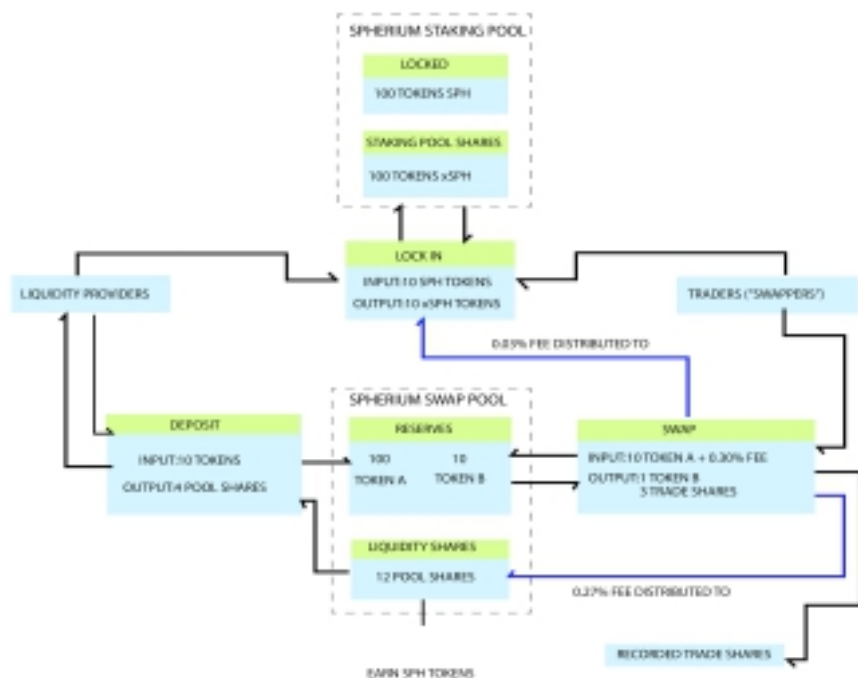 SPHERIUM STAKING POOL
LOCKED
100 TOKENS SPH
STAKING POOL SHARES
100 TOKENS xSPH
LOCK IN
INPUT:10 SPH TOKENS
OUTPUT:10 xSPH TOKENS
LIQUIDITY PROVIDERS
TRADERS ("SWAPPERS")
0.03% FEE DISTRIBUTED TO
SPHERIUM SWAP POOL
DEPOSIT
INPUT:10 TOKENS
OUTPUT:4 POOL SHARES
RESERVES
100
TOKEN A
10
TOKEN B
SWAP
INPUT:10 TOKEN A + 0.30% FEE
OUTPUT:1 TOKEN B
3 TRADE SHARES
LIQUIDITY SHARES
12 POOL SHARES
0.27% FEE DISTRIBUTED TO
RECORDED TRADE SHARES
EARN SPH TOKENS